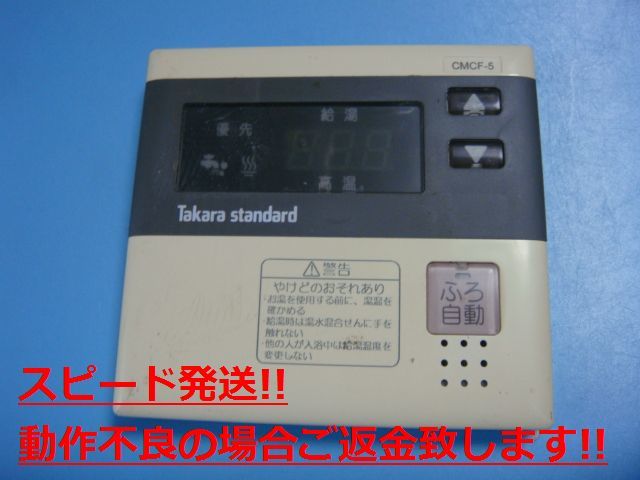 CMCF-5
給湯
優先
高温
Takara standard
警告
やけどのおそれあり
・お湯を使用する前に、湯温を
確かめる
・給湯時は湯水混合せんに手を
触れない
・他の人が入浴中は給湯温度を
変更しない
ふろ
自動
スピード発送!!
動作不良の場合ご返金致します!!